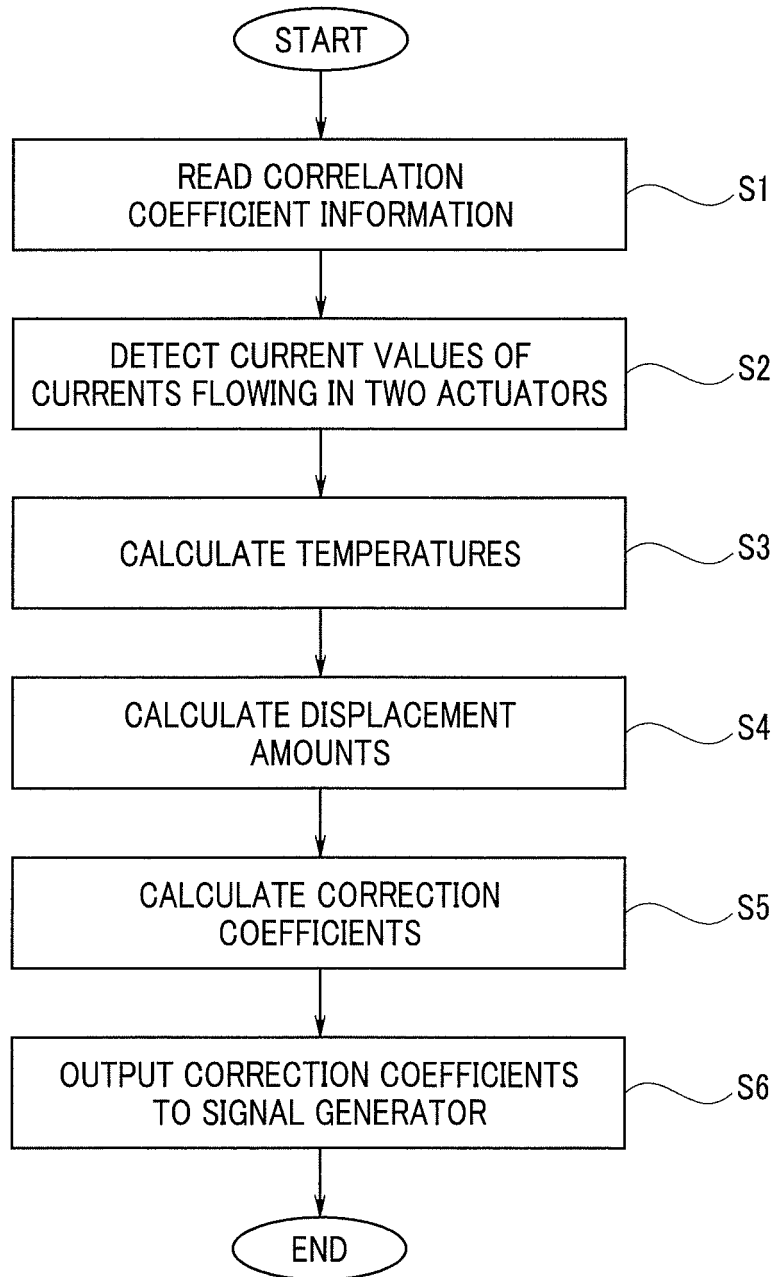 START
READ CORRELATION
COEFFICIENT INFORMATION
S1
DETECT CURRENT VALUES OF
CURRENTS FLOWING IN TWO ACTUATORS
S2
CALCULATE TEMPERATURES
S3
CALCULATE DISPLACEMENT
AMOUNTS
S4
CALCULATE CORRECTION
COEFFICIENTS
S5
OUTPUT CORRECTION COEFFICIENTS
TO SIGNAL GENERATOR
S6
END